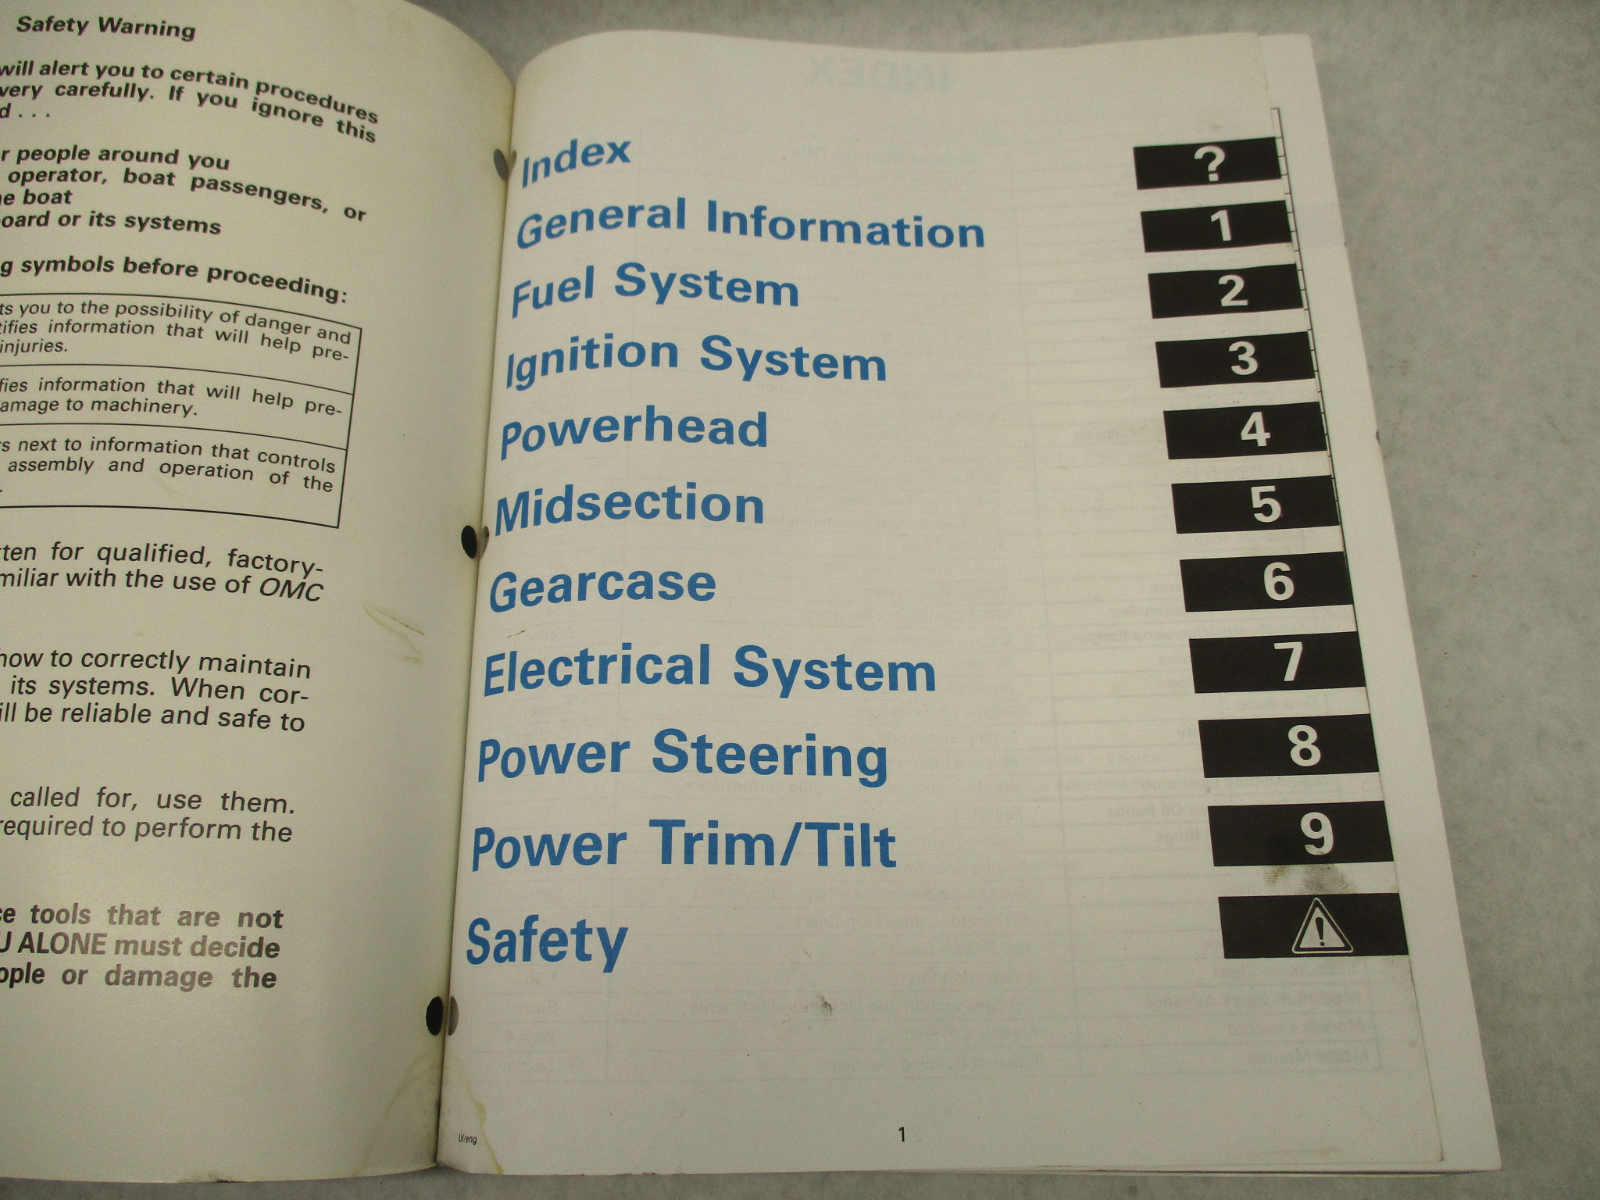 Safety Warning
will alert you to certain procedures
very carefully. If you ignore this
d . . .
r people around you
operator, boat passengers, or
e boat
oard or its systems
g symbols before proceeding:
ts you to the possibility of danger and
tifies information that will help pre-
injuries.
fies information that will help pre-
amage to machinery.
s next to information that controls
assembly and operation of the
.
ten for qualified, factory-
miliar with the use of OMC
how to correctly maintain
its systems. When cor-
ill be reliable and safe to
called for, use them.
required to perform the
ce tools that are not
U ALONE must decide
ople or damage the
Index ?
General Information 1
Fuel System 2
Ignition System 3
Powerhead 4
Midsection 5
Gearcase 6
Electrical System 7
Power Steering 8
Power Trim/Tilt 9
Safety !
1